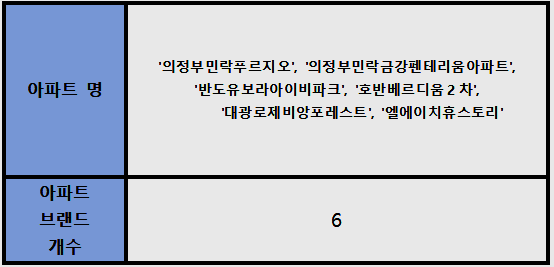 아파트 명
'의정부민락푸르지오', '의정부민락금강펜테리움아파트',
'반도유보라아이비파크', '호반베르디움2차',
'대광로제비앙포레스트', '엘에이치휴스토리'
아파트
브랜드
개수
6